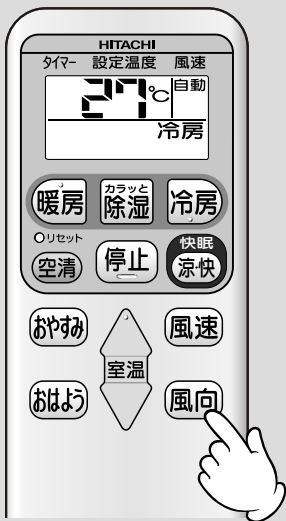 HITACHI
タイマー 設定温度 風速
27℃ 自動
冷房
暖房 カラッと除湿 冷房
○リセット 快眠
空清 停止 涼快
おやすみ 風速
室温
おはよう 風向